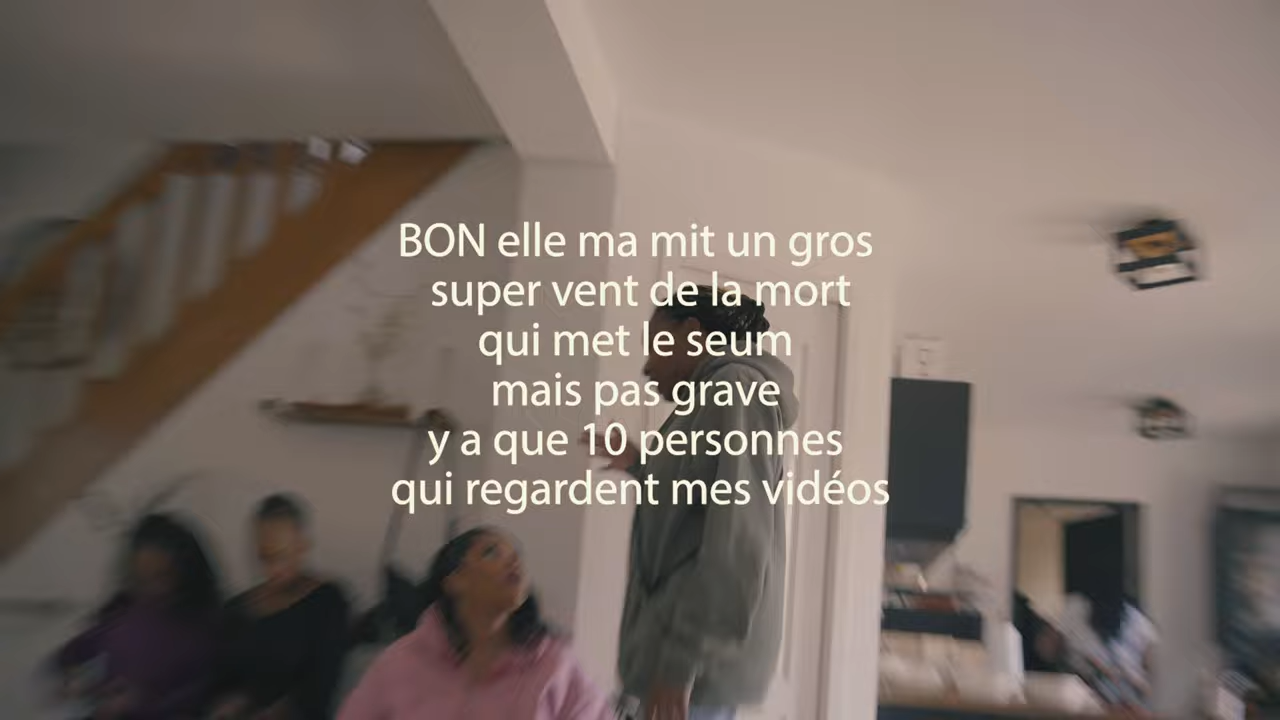 BON elle ma mit un gros
super vent de la mort
qui met le seum
mais pas grave
y a que 10 personnes
qui regardent mes vidéos